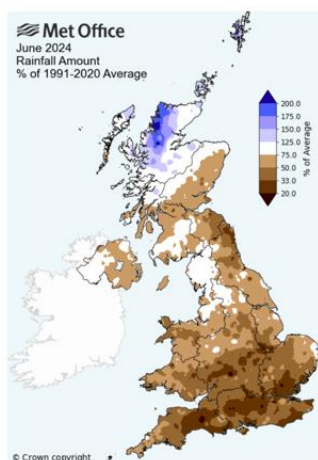 Met Office
June 2024
Rainfall Amount
% of 1991-2020 Average
200.0
175.0
150.0
125.0
75.0
50.0
33.0
20.0
% of Average
© Crown copyright